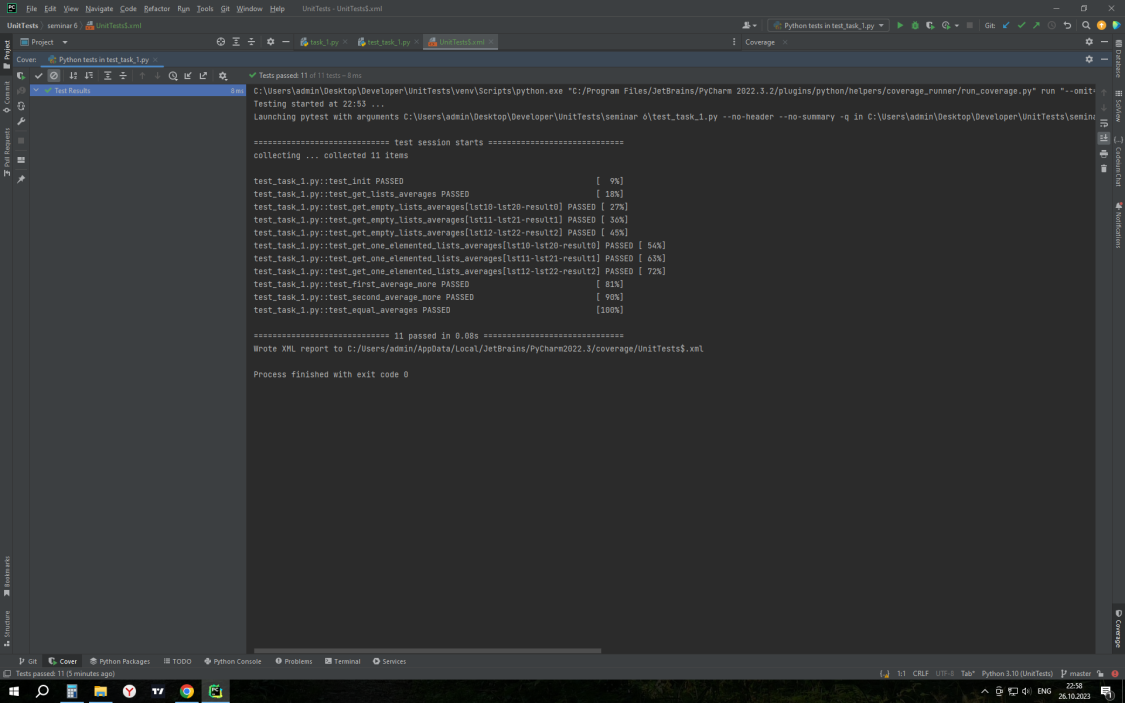 File Edit View Navigate Code Refactor Run Tools Git Window Help UnitTests - UnitTests$.xml
UnitTests seminar 6 UnitTests$.xml Python tests in test_task_1.py Git:
Project task_1.py test_task_1.py UnitTests$.xml Coverage
Cover: Python tests in test_task_1.py
Tests passed: 11 of 11 tests – 8 ms
Test Results 8 ms
C:\Users\admin\Desktop\Developer\UnitTests\venv\Scripts\python.exe "C:/Program Files/JetBrains/PyCharm 2022.3.2/plugins/python/helpers/coverage_runner/run_coverage.py" run "--omit=
Testing started at 22:53 ...
Launching pytest with arguments C:\Users\admin\Desktop\Developer\UnitTests\seminar 6\test_task_1.py --no-header --no-summary -q in C:\Users\admin\Desktop\Developer\UnitTests\semina
============================= test session starts =============================
collecting ... collected 11 items
test_task_1.py::test_init PASSED [ 9%]
test_task_1.py::test_get_lists_averages PASSED [ 18%]
test_task_1.py::test_get_empty_lists_averages[lst10-lst20-result0] PASSED [ 27%]
test_task_1.py::test_get_empty_lists_averages[lst11-lst21-result1] PASSED [ 36%]
test_task_1.py::test_get_empty_lists_averages[lst12-lst22-result2] PASSED [ 45%]
test_task_1.py::test_get_one_elemented_lists_averages[lst10-lst20-result0] PASSED [ 54%]
test_task_1.py::test_get_one_elemented_lists_averages[lst11-lst21-result1] PASSED [ 63%]
test_task_1.py::test_get_one_elemented_lists_averages[lst12-lst22-result2] PASSED [ 72%]
test_task_1.py::test_first_average_more PASSED [ 81%]
test_task_1.py::test_second_average_more PASSED [ 90%]
test_task_1.py::test_equal_averages PASSED [100%]
============================= 11 passed in 0.08s ==============================
Wrote XML report to C:/Users/admin/AppData/Local/JetBrains/PyCharm2022.3/coverage/UnitTests$.xml
Process finished with exit code 0
Project
Commit
Pull Requests
Bookmarks
Structure
Database
SciView
Codeium Chat
Notifications
Coverage
Git Cover Python Packages TODO Python Console Problems Terminal Services
Tests passed: 11 (5 minutes ago) 1:1 CRLF UTF-8 Tab* Python 3.10 (UnitTests) master
ENG 22:58
26.10.2023